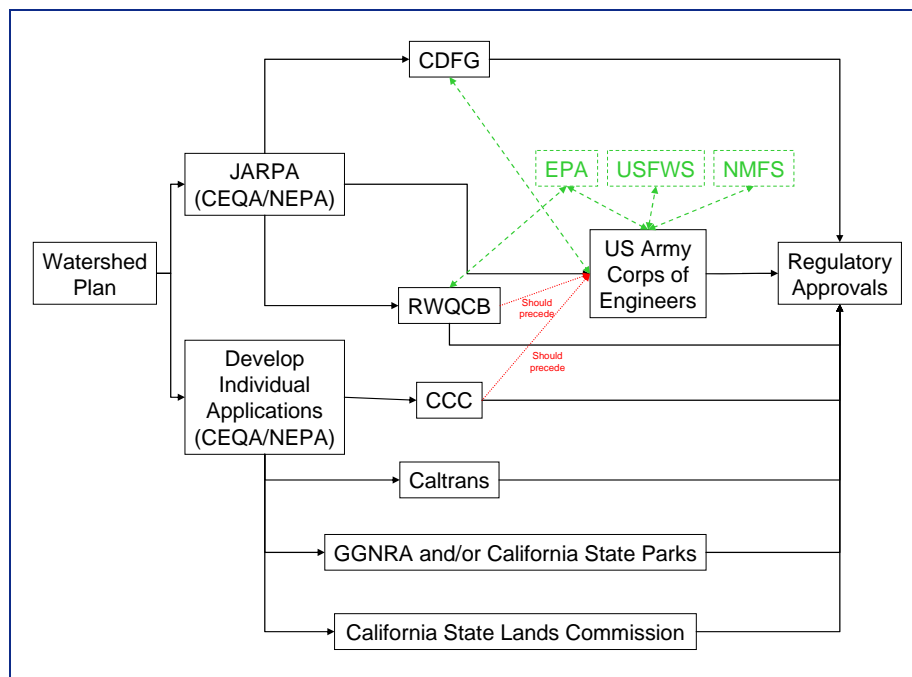 CDFG
EPA
USFWS
NMFS
JARPA
(CEQA/NEPA)
Watershed
Plan
US Army
Corps of
Engineers
Regulatory
Approvals
RWQCB
Should
precede
Should
precede
Develop
Individual
Applications
(CEQA/NEPA)
CCC
Caltrans
GGNRA and/or California State Parks
California State Lands Commission